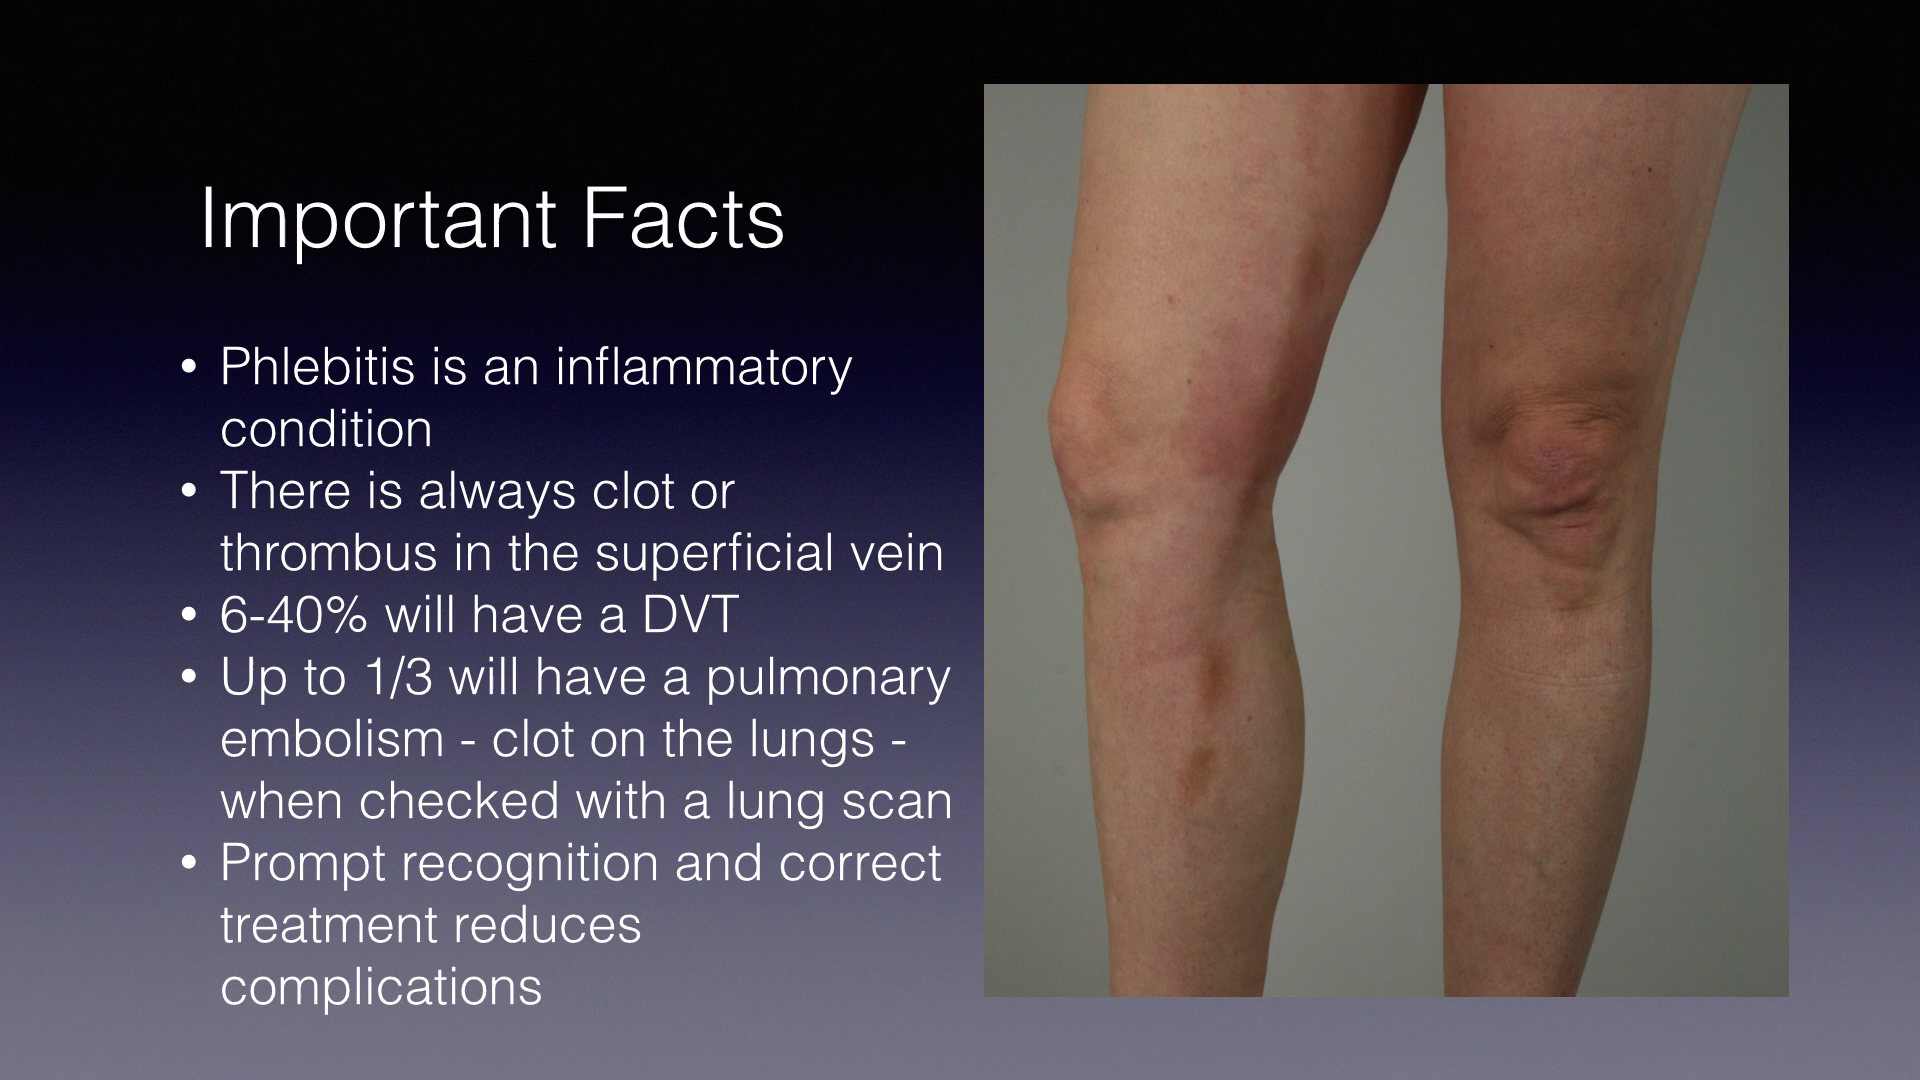 Important Facts
• Phlebitis is an inflammatory
condition
• There is always clot or
thrombus in the superficial vein
• 6-40% will have a DVT
• Up to 1/3 will have a pulmonary
embolism - clot on the lungs -
when checked with a lung scan
• Prompt recognition and correct
treatment reduces
complications